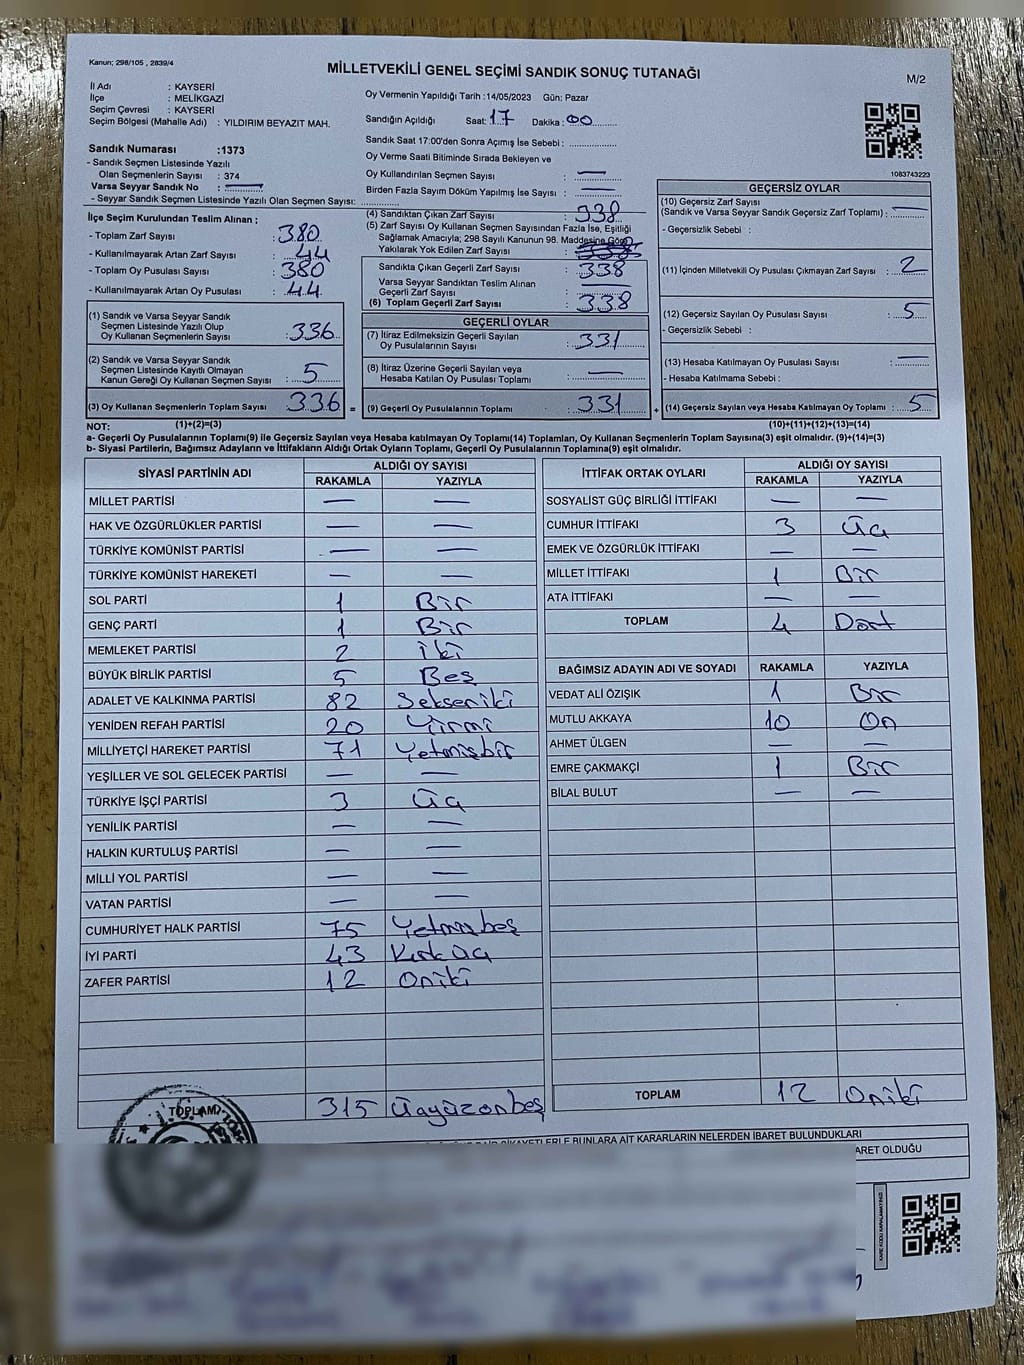 Kanun; 298/105 , 2839/4
MİLLETVEKİLİ GENEL SEÇİMİ SANDIK SONUÇ TUTANAĞI
M/2
İl Adı : KAYSERİ
İlçe : MELİKGAZİ
Seçim Çevresi : KAYSERİ
Seçim Bölgesi (Mahalle Adı) : YILDIRIM BEYAZIT MAH.
Sandık Numarası :1373
- Sandık Seçmen Listesinde Yazılı
Olan Seçmenlerin Sayısı : 374
Varsa Seyyar Sandık No : —
- Seyyar Sandık Seçmen Listesinde Yazılı Olan Seçmen Sayısı:
Oy Vermenin Yapıldığı Tarih :14/05/2023 Gün: Pazar
Sandığın Açıldığı Saat: 17 Dakika: 00
Sandık Saat 17:00'den Sonra Açımış İse Sebebi :
Oy Verme Saati Bitiminde Sırada Bekleyen ve
Oy Kullandırılan Seçmen Sayısı : —
Birden Fazla Sayım Döküm Yapılmış İse Sayısı : —
1083743223
İlçe Seçim Kurulundan Teslim Alınan ;
- Toplam Zarf Sayısı : 380
- Kullanılmayarak Artan Zarf Sayısı : 44
- Toplam Oy Pusulası Sayısı : 380
- Kullanılmayarak Artan Oy Pusulası : 44
(1) Sandık ve Varsa Seyyar Sandık
Seçmen Listesinde Yazılı Olup
Oy Kullanan Seçmenlerin Sayısı : 336
(2) Sandık ve Varsa Seyyar Sandık
Seçmen Listesinde Kayıtlı Olmayan
Kanun Gereği Oy Kullanan Seçmen Sayısı : 5
(3) Oy Kullanan Seçmenlerin Toplam Sayısı 336 =
(4) Sandıktan Çıkan Zarf Sayısı : 338
(5) Zarf Sayısı Oy Kullanan Seçmen Sayısından Fazla İse, Eşitliği
Sağlamak Amacıyla; 298 Sayılı Kanunun 98. Maddesine Göre
Yakılarak Yok Edilen Zarf Sayısı :
Sandıkta Çıkan Geçerli Zarf Sayısı : 338
Varsa Seyyar Sandıktan Teslim Alınan
Geçerli Zarf Sayısı : —
(6) Toplam Geçerli Zarf Sayısı : 338
GEÇERLİ OYLAR
(7) İtiraz Edilmeksizin Geçerli Sayılan
Oy Pusulalarının Sayısı : 331
(8) İtiraz Üzerine Geçerli Sayılan veya
Hesaba Katılan Oy Pusulası Toplamı : —
(9) Geçerli Oy Pusulalarının Toplamı : 331 +
GEÇERSİZ OYLAR
(10) Geçersiz Zarf Sayısı
(Sandık ve Varsa Seyyar Sandık Geçersiz Zarf Toplamı) : —
- Geçersizlik Sebebi :
(11) İçinden Milletvekili Oy Pusulası Çıkmayan Zarf Sayısı : 2
(12) Geçersiz Sayılan Oy Pusulası Sayısı : 5
- Geçersizlik Sebebi :
(13) Hesaba Katılmayan Oy Pusulası Sayısı : —
- Hesaba Katılmama Sebebi :
(14) Geçersiz Sayılan veya Hesaba Katılmayan Oy Toplamı : 5
NOT: (1)+(2)=(3) (10)+(11)+(12)+(13)=(14)
a- Geçerli Oy Pusulalarının Toplamı(9) ile Geçersiz Sayılan veya Hesaba katılmayan Oy Toplamı(14) Toplamları, Oy Kullanan Seçmenlerin Toplam Sayısına(3) eşit olmalıdır. (9)+(14)=(3)
b- Siyasi Partilerin, Bağımsız Adayların ve İttifakların Aldığı Oyların Toplamı, Geçerli Oy Pusulalarının Toplamına(9) eşit olmalıdır.
SİYASİ PARTİNİN ADI ALDIĞI OY SAYISI
RAKAMLA YAZIYLA
MİLLET PARTİSİ — —
HAK VE ÖZGÜRLÜKLER PARTİSİ — —
TÜRKİYE KOMÜNİST PARTİSİ — —
TÜRKİYE KOMÜNİST HAREKETİ — —
SOL PARTİ 1 Bir
GENÇ PARTİ 1 Bir
MEMLEKET PARTİSİ 2 İki
BÜYÜK BİRLİK PARTİSİ 5 Beş
ADALET VE KALKINMA PARTİSİ 82 Sekseniki
YENİDEN REFAH PARTİSİ 20 Yirmi
MİLLİYETÇİ HAREKET PARTİSİ 71 Yetmişbir
YEŞİLLER VE SOL GELECEK PARTİSİ — —
TÜRKİYE İŞÇİ PARTİSİ 3 Üç
YENİLİK PARTİSİ — —
HALKIN KURTULUŞ PARTİSİ — —
MİLLİ YOL PARTİSİ — —
VATAN PARTİSİ — —
CUMHURİYET HALK PARTİSİ 75 Yetmişbeş
İYİ PARTİ 43 Kırküç
ZAFER PARTİSİ 12 Oniki
TOPLAM 315 Üçyüzonbeş
İTTİFAK ORTAK OYLARI ALDIĞI OY SAYISI
RAKAMLA YAZIYLA
SOSYALİST GÜÇ BİRLİĞİ İTTİFAKI — —
CUMHUR İTTİFAKI 3 Üç
EMEK VE ÖZGÜRLÜK İTTİFAKI — —
MİLLET İTTİFAKI 1 Bir
ATA İTTİFAKI — —
TOPLAM 4 Dört
BAĞIMSIZ ADAYIN ADI VE SOYADI RAKAMLA YAZIYLA
VEDAT ALİ ÖZIŞIK 1 Bir
MUTLU AKKAYA 10 On
AHMET ÜLGEN — —
EMRE ÇAKMAKÇİ 1 Bir
BİLAL BULUT — —
TOPLAM 12 Oniki
BUNLARA AİT KARARLARIN NELERDEN İBARET BULUNDUKLARI
OLDUĞU